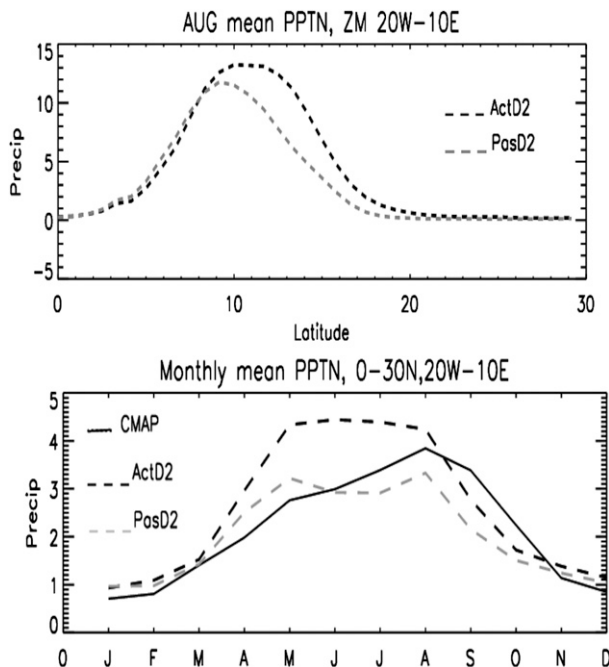 AUG mean PPTN, ZM 20W-10E
15
10
5
0
-5
Precip
ActD2
PasD2
0 10 20 30
Latitude
Monthly mean PPTN, 0-30N,20W-10E
5
4
3
2
1
0
Precip
CMAP
ActD2
PasD2
0 J F M A M J J A S O N D